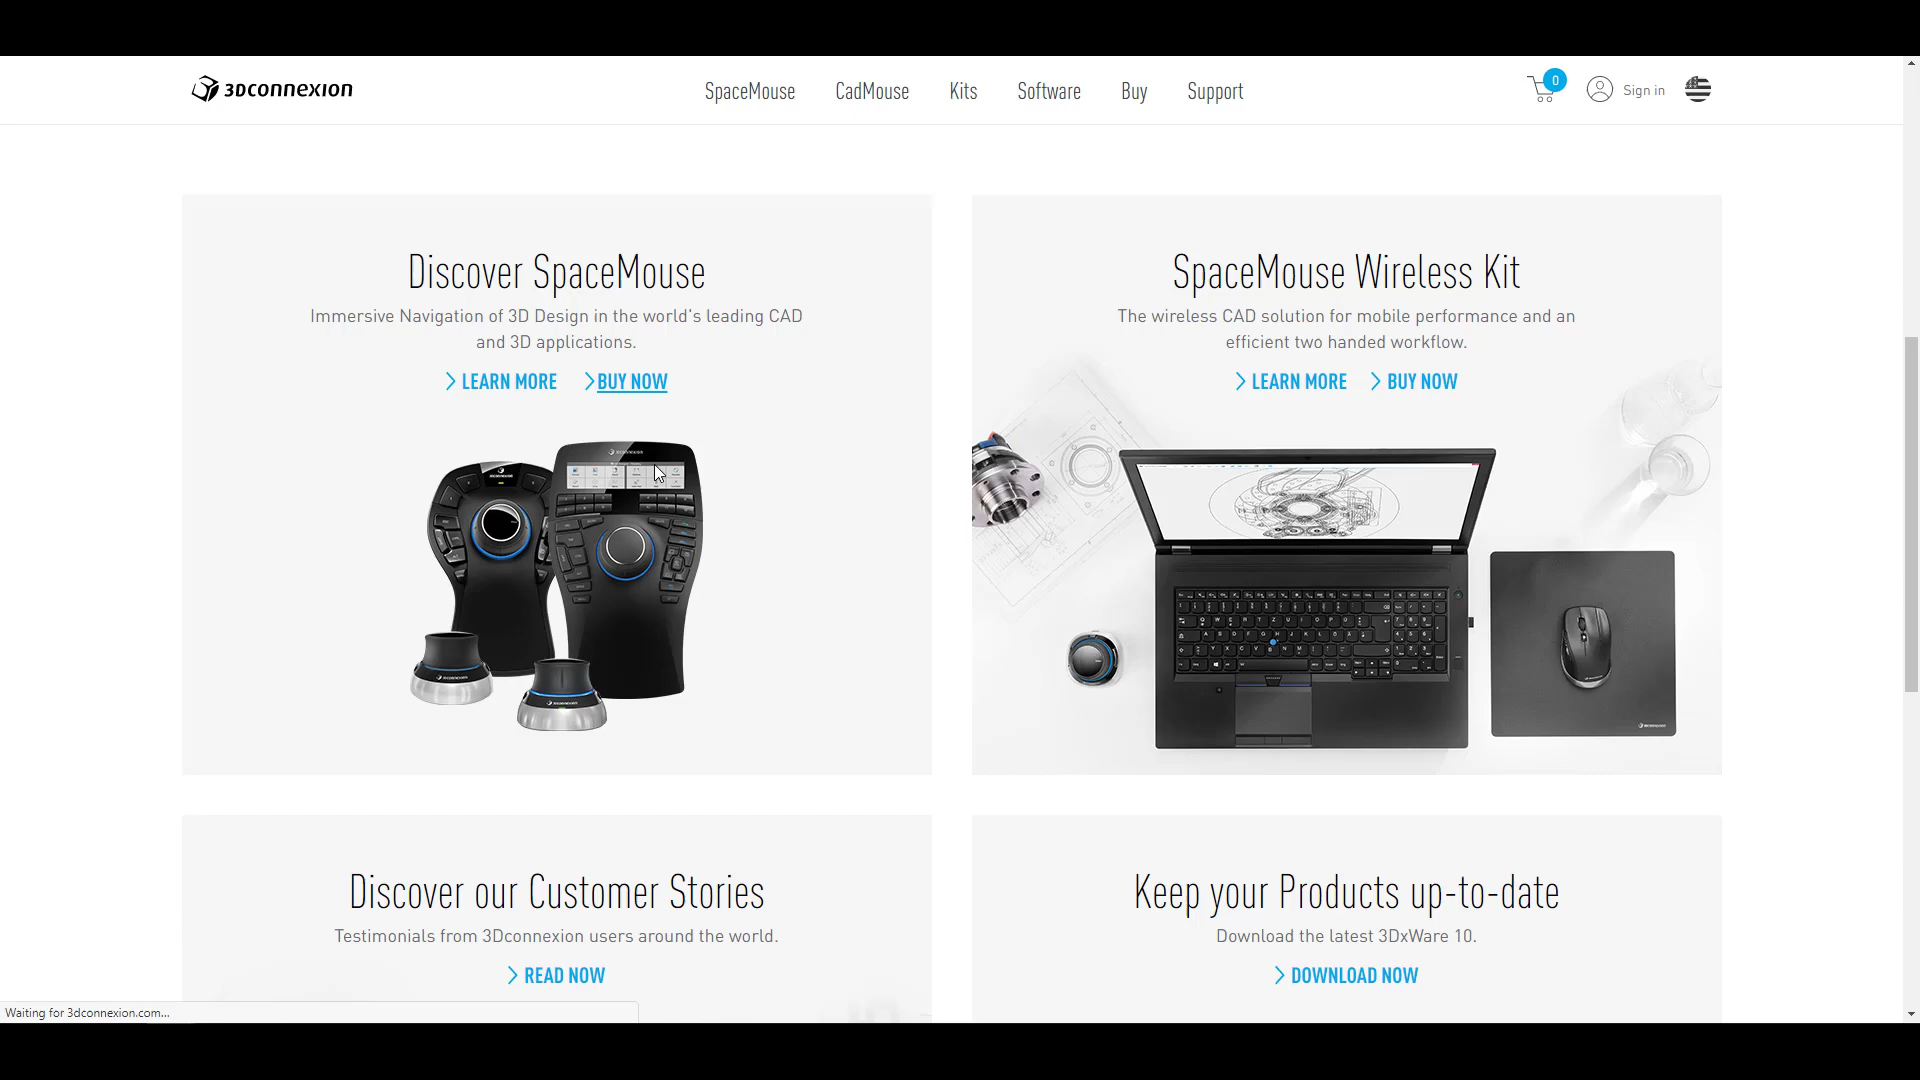 3Dconnexion
SpaceMouse CadMouse Kits Software Buy Support
0
Sign in
Discover SpaceMouse
Immersive Navigation of 3D Design in the world's leading CAD
and 3D applications.
LEARN MORE BUY NOW
SpaceMouse Wireless Kit
The wireless CAD solution for mobile performance and an
efficient two handed workflow.
LEARN MORE BUY NOW
Discover our Customer Stories
Testimonials from 3Dconnexion users around the world.
READ NOW
Keep your Products up-to-date
Download the latest 3DxWare 10.
DOWNLOAD NOW
Waiting for 3dconnexion.com...